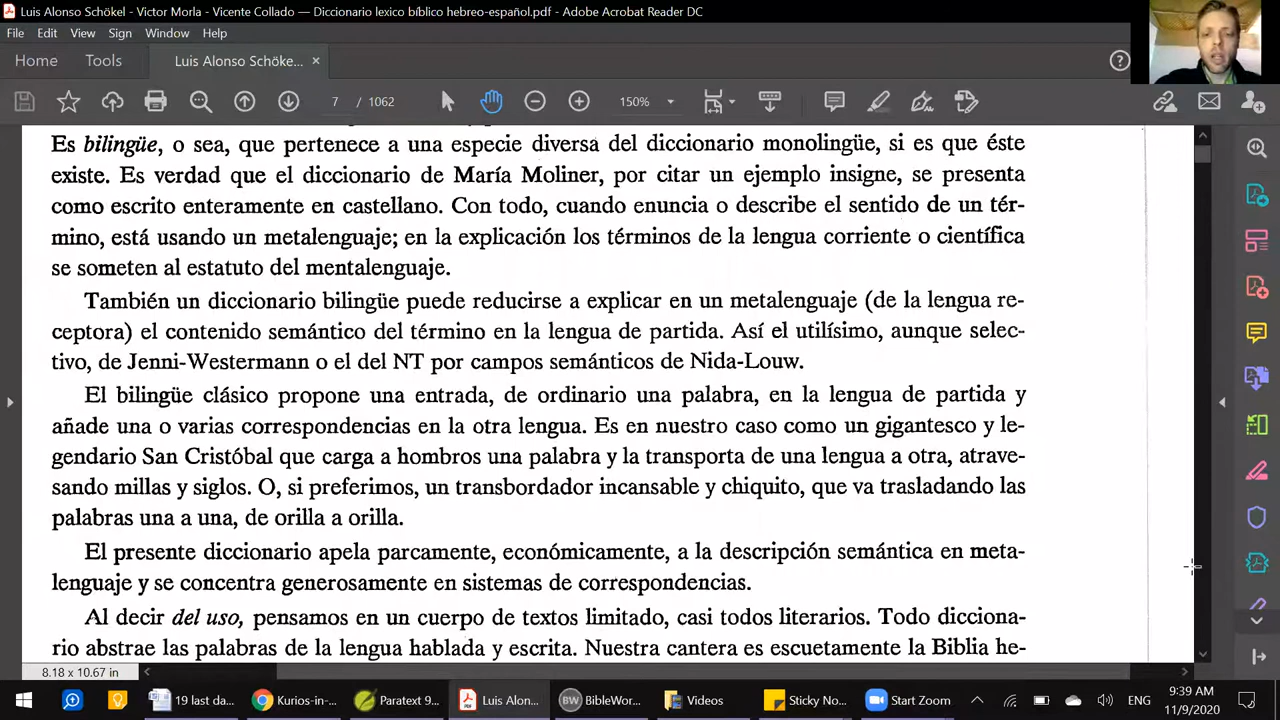 Luis Alonso Schökel - Victor Morla - Vicente Collado — Diccionario lexico bíblico hebreo-español.pdf - Adobe Acrobat Reader DC
File Edit View Sign Window Help
Home Tools Luis Alonso Schöke... ×
7 / 1062 150%
Es bilingüe, o sea, que pertenece a una especie diversa del diccionario monolingüe, si es que éste
existe. Es verdad que el diccionario de María Moliner, por citar un ejemplo insigne, se presenta
como escrito enteramente en castellano. Con todo, cuando enuncia o describe el sentido de un tér-
mino, está usando un metalenguaje; en la explicación los términos de la lengua corriente o científica
se someten al estatuto del mentalenguaje.
También un diccionario bilingüe puede reducirse a explicar en un metalenguaje (de la lengua re-
ceptora) el contenido semántico del término en la lengua de partida. Así el utilísimo, aunque selec-
tivo, de Jenni-Westermann o el del NT por campos semánticos de Nida-Louw.
El bilingüe clásico propone una entrada, de ordinario una palabra, en la lengua de partida y
añade una o varias correspondencias en la otra lengua. Es en nuestro caso como un gigantesco y le-
gendario San Cristóbal que carga a hombros una palabra y la transporta de una lengua a otra, atrave-
sando millas y siglos. O, si preferimos, un transbordador incansable y chiquito, que va trasladando las
palabras una a una, de orilla a orilla.
El presente diccionario apela parcamente, económicamente, a la descripción semántica en meta-
lenguaje y se concentra generosamente en sistemas de correspondencias.
Al decir del uso, pensamos en un cuerpo de textos limitado, casi todos literarios. Todo dicciona-
rio abstrae las palabras de la lengua hablada y escrita. Nuestra cantera es escuetamente la Biblia he-
8.18 x 10.67 in
19 last da... Kurios-in-... Paratext 9... Luis Alon... BW BibleWor... Videos Sticky No... Start Zoom ENG 9:39 AM
11/9/2020